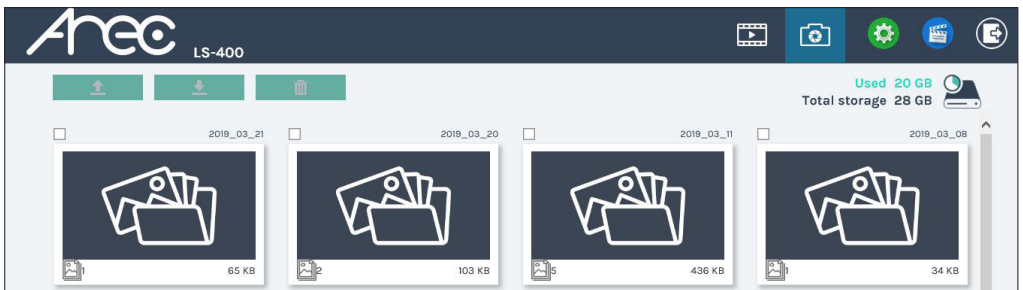 Arec LS-400
Used 20 GB
Total storage 28 GB
2019_03_21
2019_03_20
2019_03_11
2019_03_08
1 65 KB
2 103 KB
5 436 KB
1 34 KB